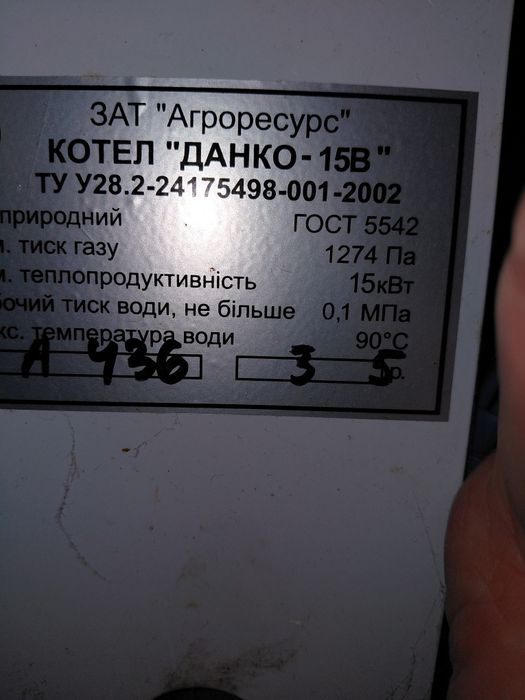 ЗАТ "Агроресурс"
КОТЕЛ "ДАНКО - 15В"
ТУ У28.2-24175498-001-2002
природний ГОСТ 5542
м. тиск газу 1274 Па
м. теплопродуктивність 15кВт
бочий тиск води, не більше 0,1 МПа
кс. температура води 90°С
А 436 3 5 р.